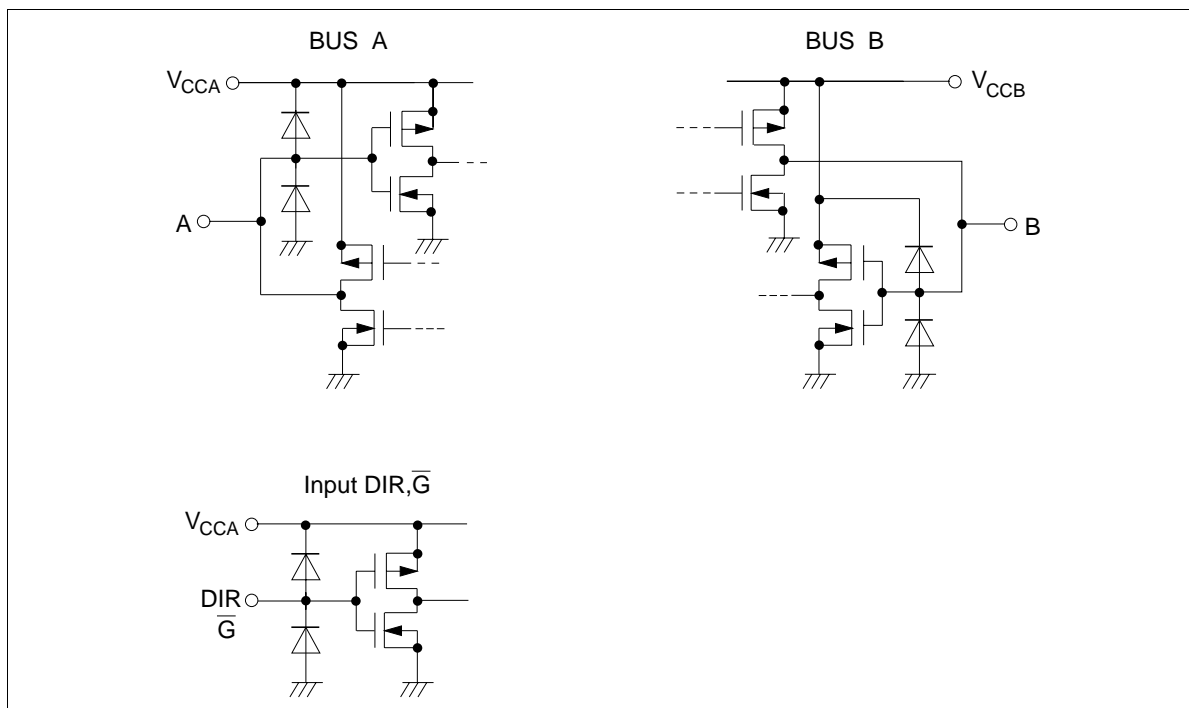 BUS A
BUS B
VCCA
VCCB
A
B
Input DIR,G̅
VCCA
DIR
G̅